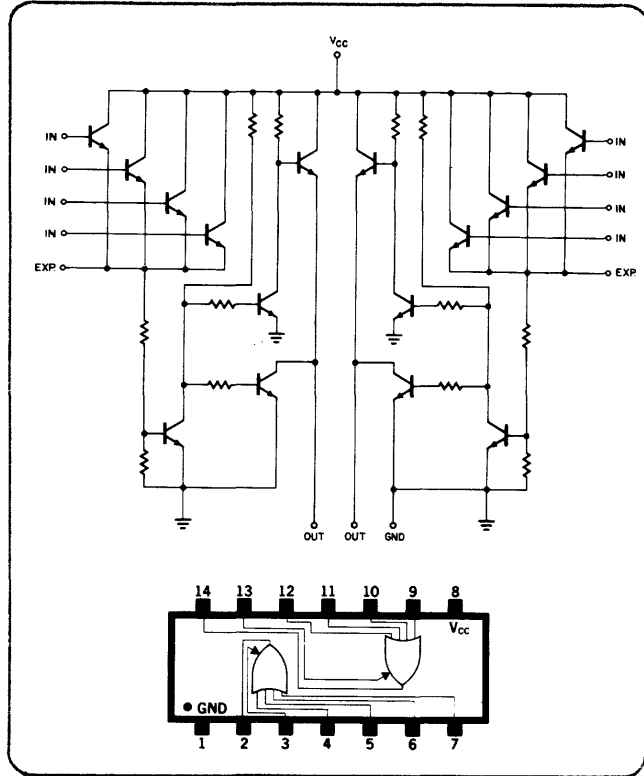 VCC
IN
IN
IN
IN
EXP.
IN
IN
IN
IN
EXP.
OUT
OUT
GND
14 13 12 11 10 9 8
VCC
GND
1 2 3 4 5 6 7